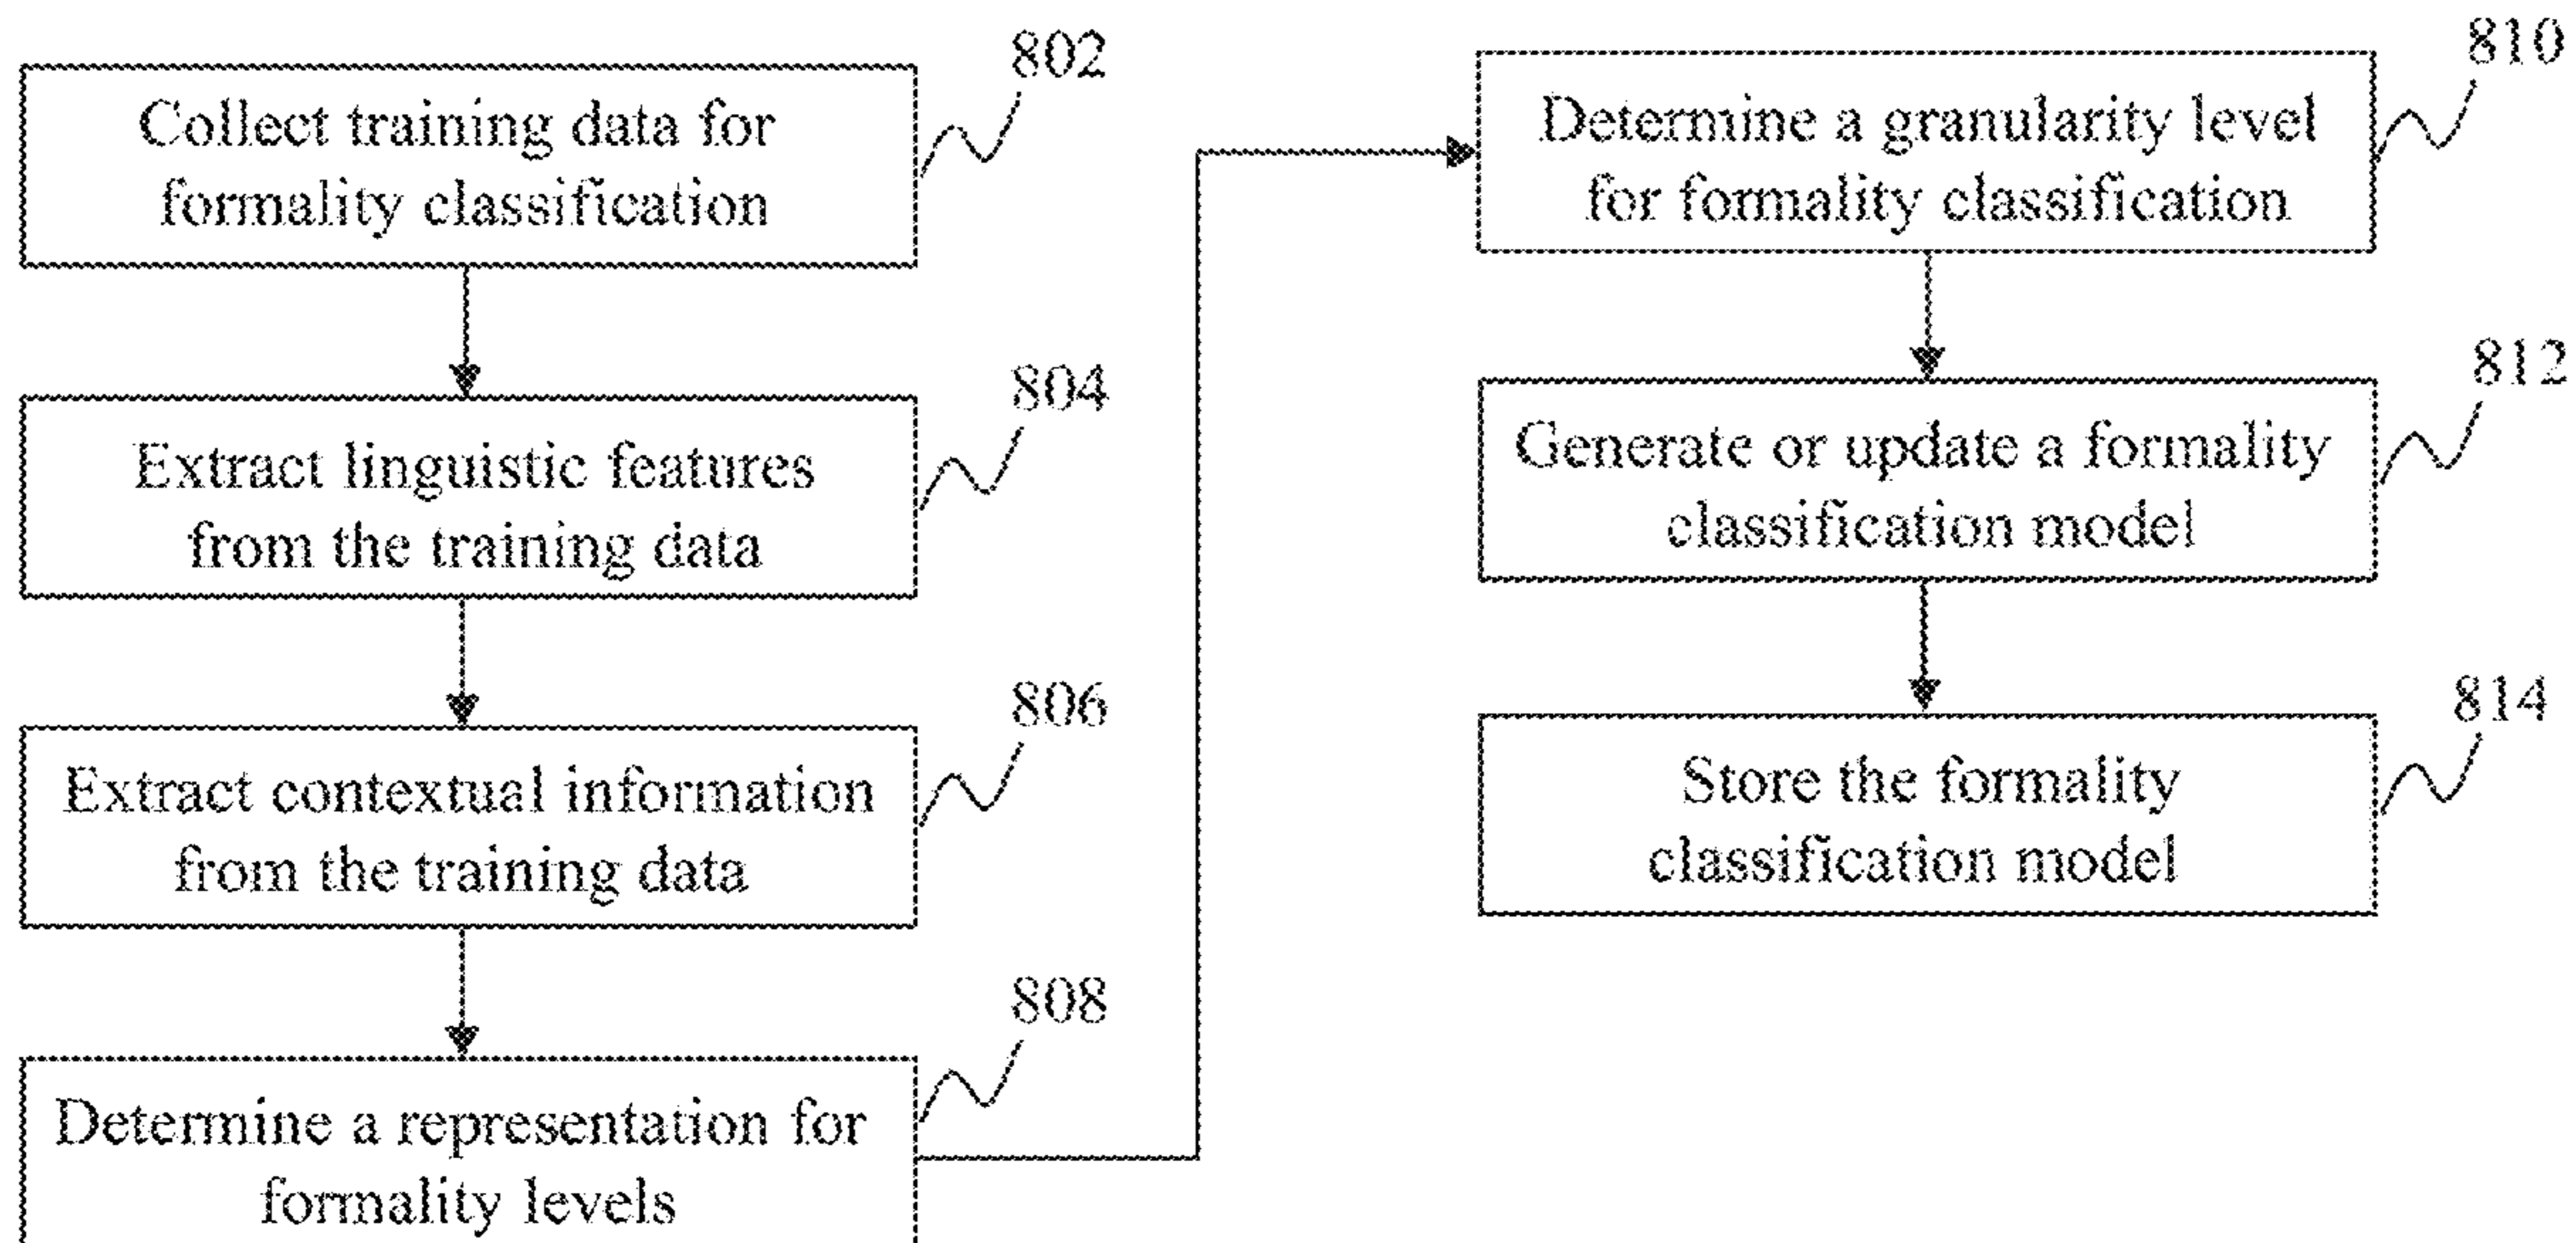 802
Collect training data for
formality classification
804
Extract linguistic features
from the training data
806
Extract contextual information
from the training data
808
Determine a representation for
formality levels
810
Determine a granularity level
for formality classification
812
Generate or update a formality
classification model
814
Store the formality
classification model